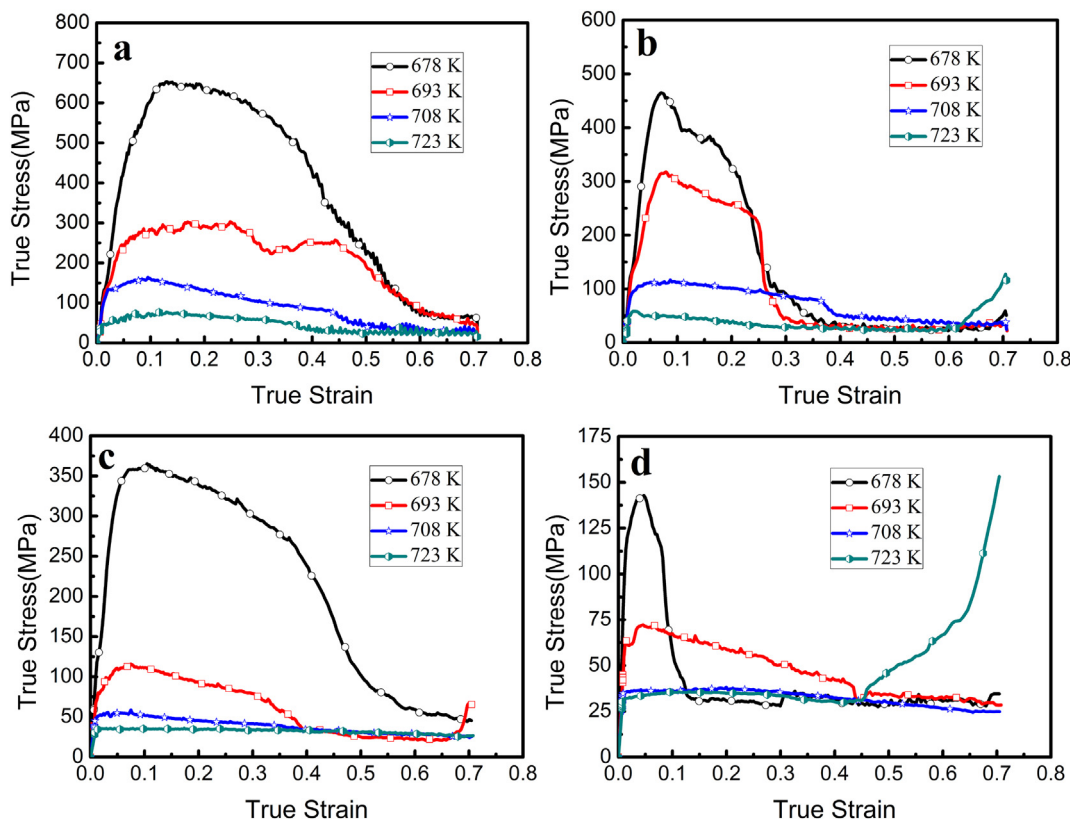 a
800
700
600
500
400
300
200
100
0
True Stress(MPa)
678 K
693 K
708 K
723 K
0.0 0.1 0.2 0.3 0.4 0.5 0.6 0.7 0.8
True Strain
b
600
500
400
300
200
100
0
True Stress(MPa)
678 K
693 K
708 K
723 K
0.0 0.1 0.2 0.3 0.4 0.5 0.6 0.7 0.8
True Strain
c
400
350
300
250
200
150
100
50
0
True Stress(MPa)
678 K
693 K
708 K
723 K
0.0 0.1 0.2 0.3 0.4 0.5 0.6 0.7 0.8
True Strain
d
175
150
125
100
75
50
25
0
True Stress(MPa)
678 K
693 K
708 K
723 K
0.0 0.1 0.2 0.3 0.4 0.5 0.6 0.7 0.8
True Strain